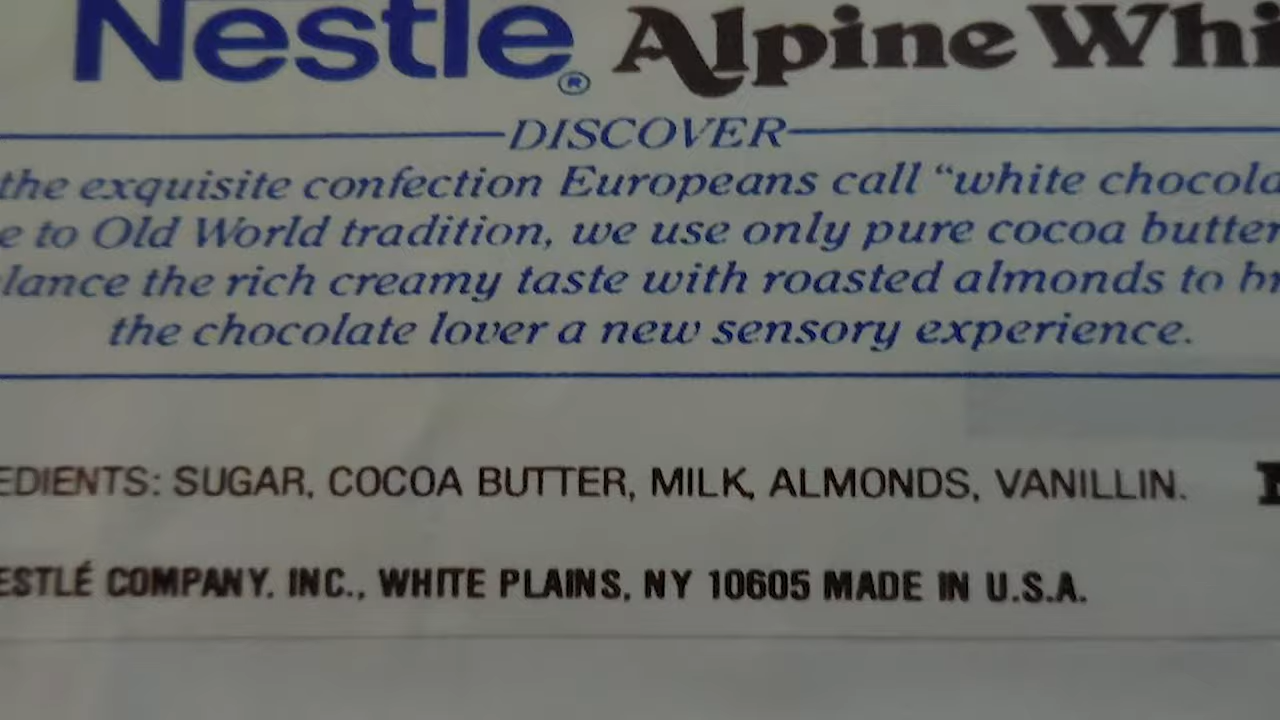 Nestlé® Alpine Whi
DISCOVER
the exquisite confection Europeans call “white chocola
e to Old World tradition, we use only pure cocoa butter
lance the rich creamy taste with roasted almonds to br
the chocolate lover a new sensory experience.
EDIENTS: SUGAR, COCOA BUTTER, MILK, ALMONDS, VANILLIN.
ESTLÉ COMPANY, INC., WHITE PLAINS, NY 10605 MADE IN U.S.A.